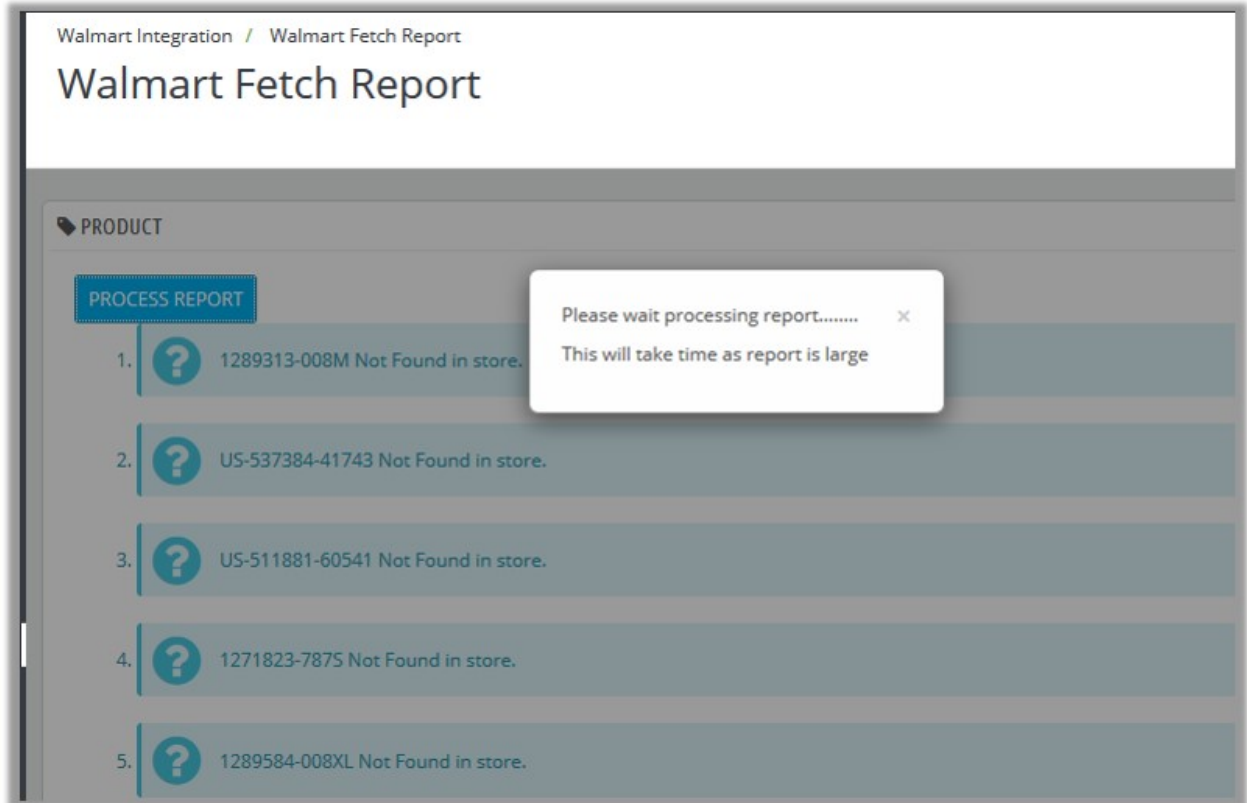 Walmart Integration / Walmart Fetch Report
Walmart Fetch Report
PRODUCT
PROCESS REPORT
Please wait processing report........ ×
This will take time as report is large
1. 1289313-008M Not Found in store.
2. US-537384-41743 Not Found in store.
3. US-511881-60541 Not Found in store.
4. 1271823-787S Not Found in store.
5. 1289584-008XL Not Found in store.